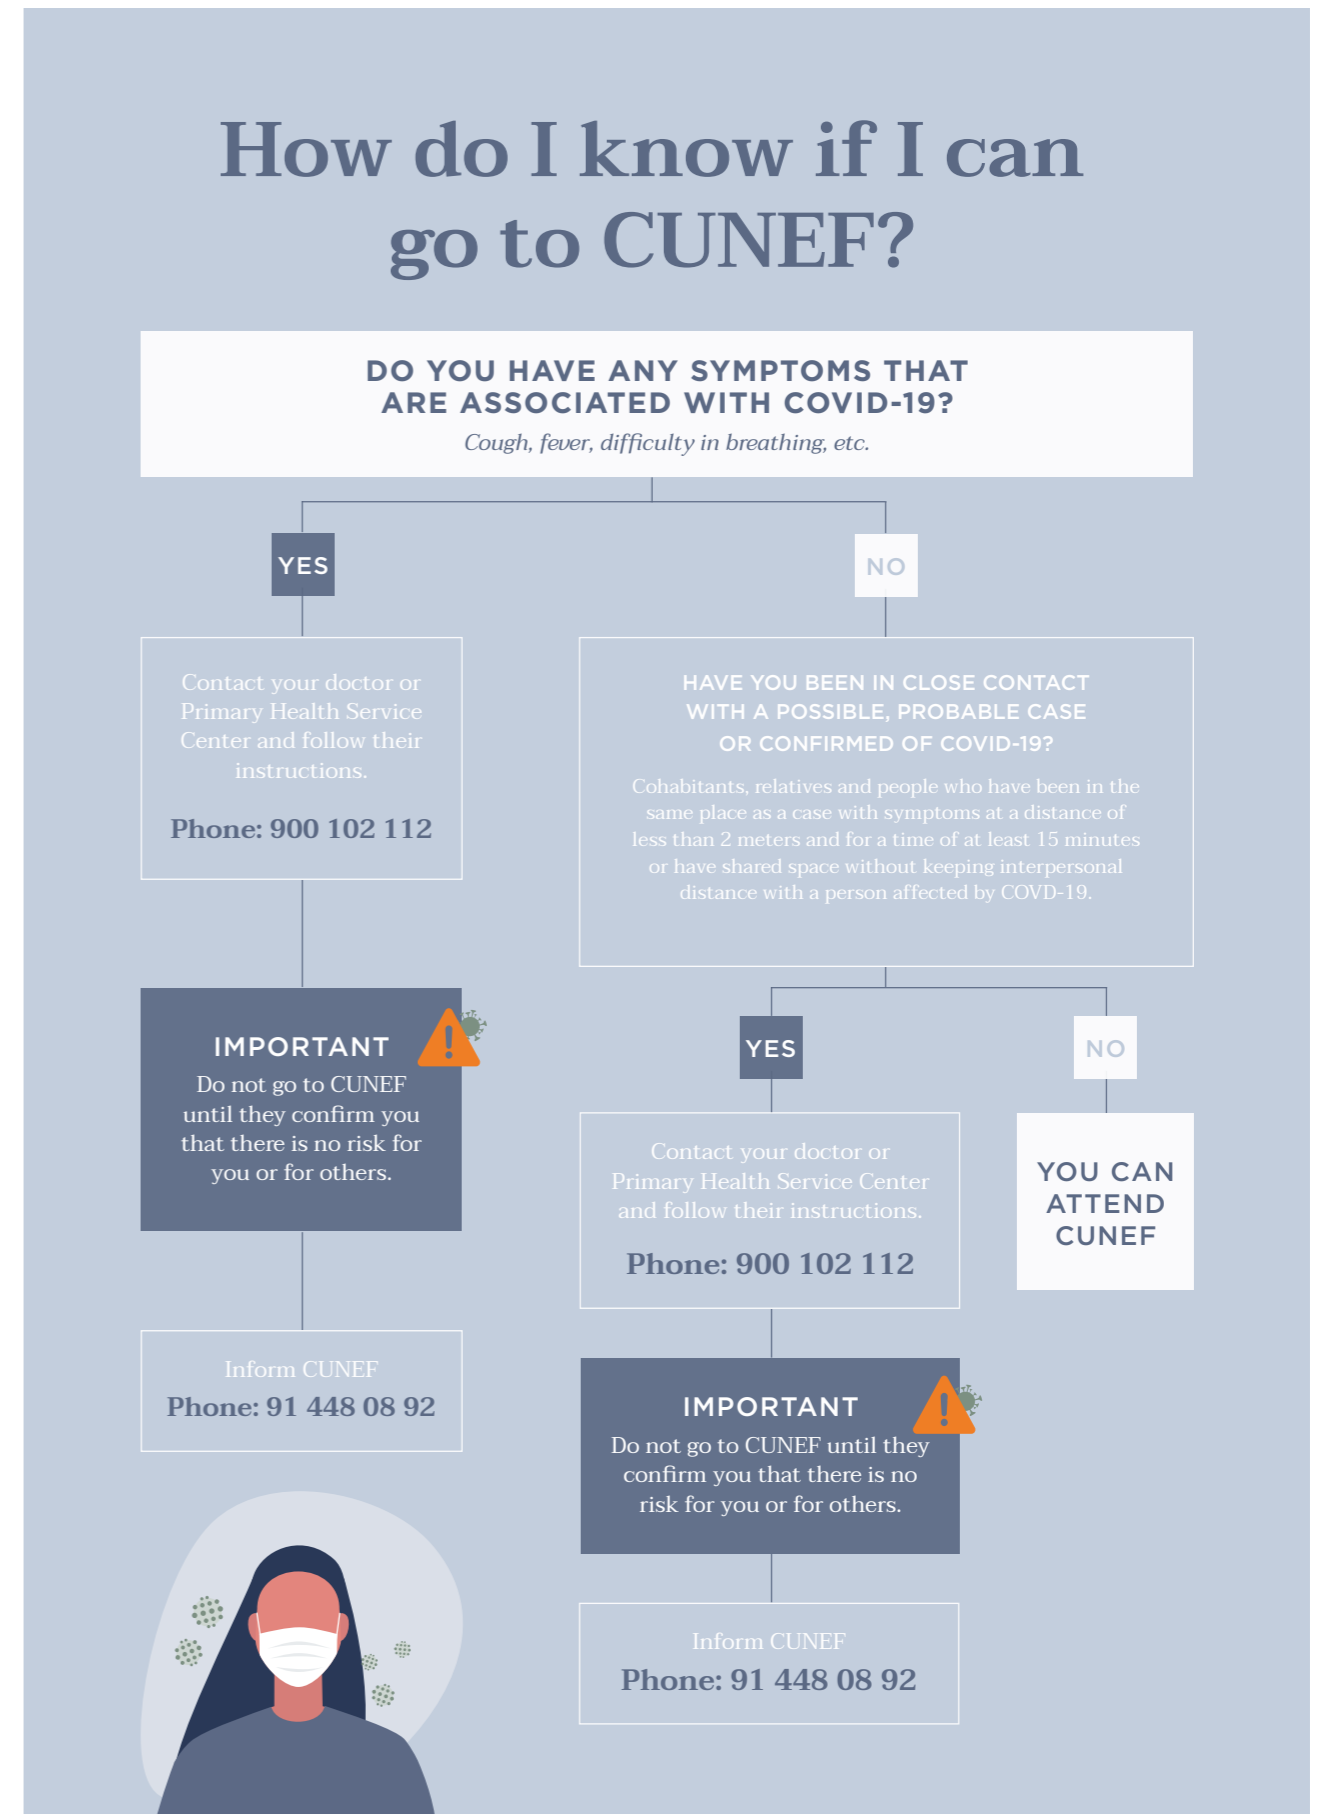 How do I know if I can
go to CUNEF?
DO YOU HAVE ANY SYMPTOMS THAT
ARE ASSOCIATED WITH COVID-19?
Cough, fever, difficulty in breathing, etc.
YES
NO
Contact your doctor or
Primary Health Service
Center and follow their
instructions.
Phone: 900 102 112
IMPORTANT
Do not go to CUNEF
until they confirm you
that there is no risk for
you or for others.
Inform CUNEF
Phone: 91 448 08 92
HAVE YOU BEEN IN CLOSE CONTACT
WITH A POSSIBLE, PROBABLE CASE
OR CONFIRMED OF COVID-19?
Cohabitants, relatives and people who have been in the
same place as a case with symptoms at a distance of
less than 2 meters and for a time of at least 15 minutes
or have shared space without keeping interpersonal
distance with a person affected by COVD-19.
YES
NO
Contact your doctor or
Primary Health Service Center
and follow their instructions.
Phone: 900 102 112
IMPORTANT
Do not go to CUNEF until they
confirm you that there is no
risk for you or for others.
Inform CUNEF
Phone: 91 448 08 92
YOU CAN
ATTEND
CUNEF